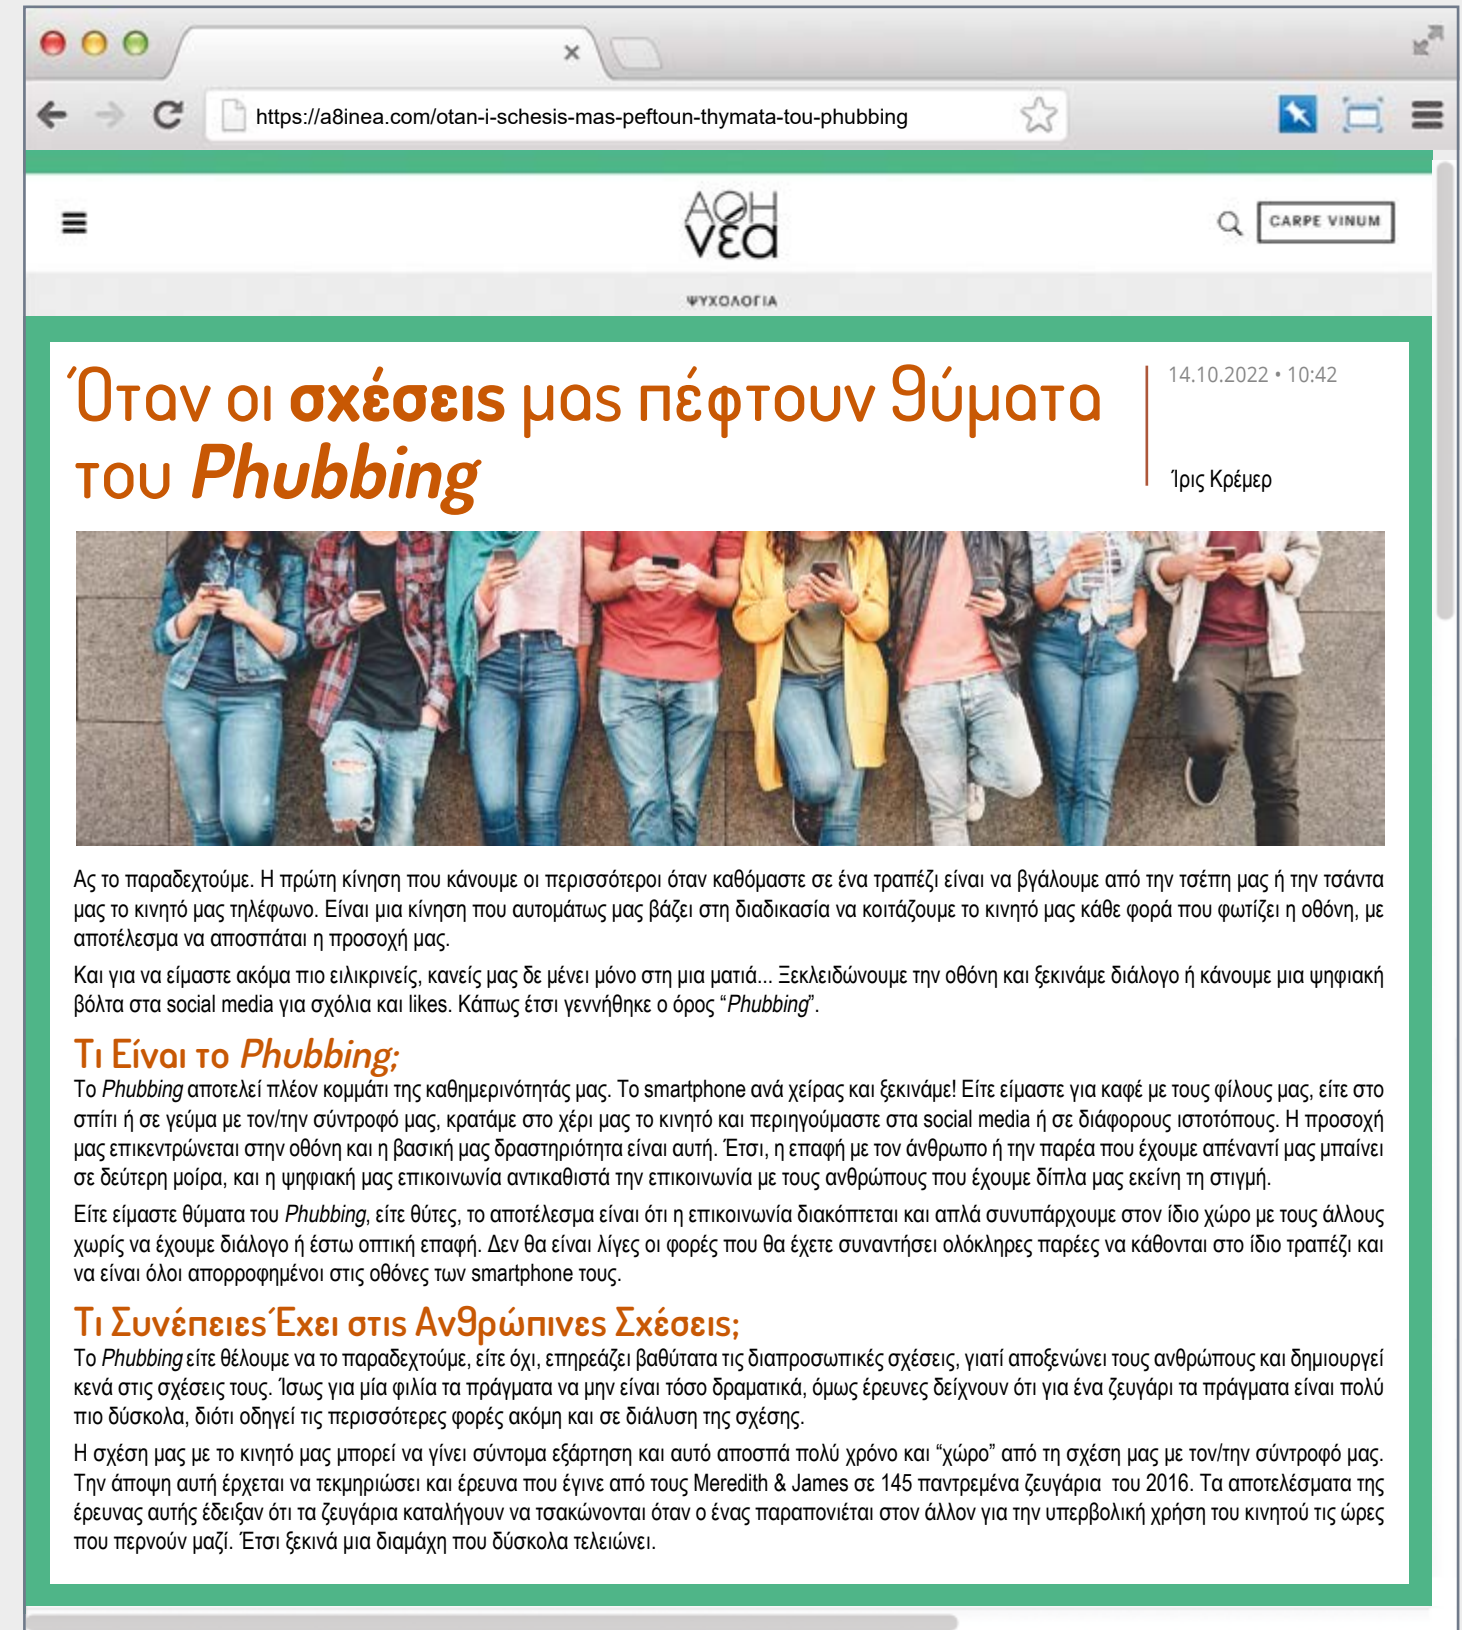 https://a8inea.com/otan-i-schesis-mas-peftoun-thymata-tou-phubbing
ΑΘΗ
νέα
CARPE VINUM
ΨΥΧΟΛΟΓΙΑ
Όταν οι σχέσεις μας πέφτουν θύματα
του Phubbing
14.10.2022 • 10:42
Ίρις Κρέμερ
Ας το παραδεχτούμε. Η πρώτη κίνηση που κάνουμε οι περισσότεροι όταν καθόμαστε σε ένα τραπέζι είναι να βγάλουμε από την τσέπη μας ή την τσάντα
μας το κινητό μας τηλέφωνο. Είναι μια κίνηση που αυτομάτως μας βάζει στη διαδικασία να κοιτάζουμε το κινητό μας κάθε φορά που φωτίζει η οθόνη, με
αποτέλεσμα να αποσπάται η προσοχή μας.
Και για να είμαστε ακόμα πιο ειλικρινείς, κανείς μας δε μένει μόνο στη μια ματιά... Ξεκλειδώνουμε την οθόνη και ξεκινάμε διάλογο ή κάνουμε μια ψηφιακή
βόλτα στα social media για σχόλια και likes. Κάπως έτσι γεννήθηκε ο όρος “Phubbing”.
Τι Είναι το Phubbing;
Το Phubbing αποτελεί πλέον κομμάτι της καθημερινότητάς μας. Το smartphone ανά χείρας και ξεκινάμε! Είτε είμαστε για καφέ με τους φίλους μας, είτε στο
σπίτι ή σε γεύμα με τον/την σύντροφό μας, κρατάμε στο χέρι μας το κινητό και περιηγούμαστε στα social media ή σε διάφορους ιστοτόπους. Η προσοχή
μας επικεντρώνεται στην οθόνη και η βασική μας δραστηριότητα είναι αυτή. Έτσι, η επαφή με τον άνθρωπο ή την παρέα που έχουμε απέναντί μας μπαίνει
σε δεύτερη μοίρα, και η ψηφιακή μας επικοινωνία αντικαθιστά την επικοινωνία με τους ανθρώπους που έχουμε δίπλα μας εκείνη τη στιγμή.
Είτε είμαστε θύματα του Phubbing, είτε θύτες, το αποτέλεσμα είναι ότι η επικοινωνία διακόπτεται και απλά συνυπάρχουμε στον ίδιο χώρο με τους άλλους
χωρίς να έχουμε διάλογο ή έστω οπτική επαφή. Δεν θα είναι λίγες οι φορές που θα έχετε συναντήσει ολόκληρες παρέες να κάθονται στο ίδιο τραπέζι και
να είναι όλοι απορροφημένοι στις οθόνες των smartphone τους.
Τι Συνέπειες Έχει στις Ανθρώπινες Σχέσεις;
Το Phubbing είτε θέλουμε να το παραδεχτούμε, είτε όχι, επηρεάζει βαθύτατα τις διαπροσωπικές σχέσεις, γιατί αποξενώνει τους ανθρώπους και δημιουργεί
κενά στις σχέσεις τους. Ίσως για μία φιλία τα πράγματα να μην είναι τόσο δραματικά, όμως έρευνες δείχνουν ότι για ένα ζευγάρι τα πράγματα είναι πολύ
πιο δύσκολα, διότι οδηγεί τις περισσότερες φορές ακόμη και σε διάλυση της σχέσης.
Η σχέση μας με το κινητό μας μπορεί να γίνει σύντομα εξάρτηση και αυτό αποσπά πολύ χρόνο και “χώρο” από τη σχέση μας με τον/την σύντροφό μας.
Την άποψη αυτή έρχεται να τεκμηριώσει και έρευνα που έγινε από τους Meredith & James σε 145 παντρεμένα ζευγάρια του 2016. Τα αποτελέσματα της
έρευνας αυτής έδειξαν ότι τα ζευγάρια καταλήγουν να τσακώνονται όταν ο ένας παραπονιέται στον άλλον για την υπερβολική χρήση του κινητού τις ώρες
που περνούν μαζί. Έτσι ξεκινά μια διαμάχη που δύσκολα τελειώνει.